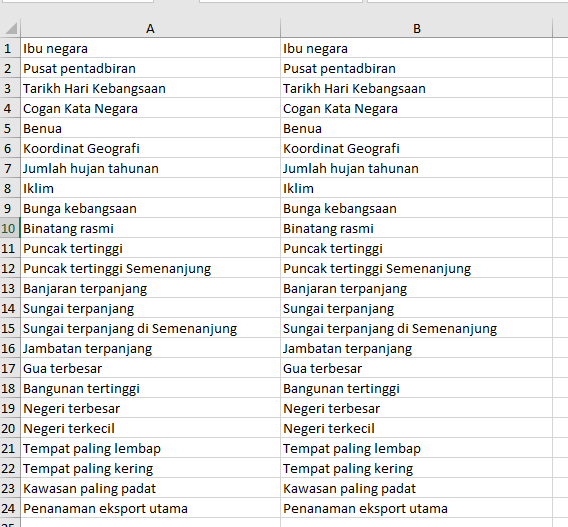 A B
1 Ibu negara Ibu negara
2 Pusat pentadbiran Pusat pentadbiran
3 Tarikh Hari Kebangsaan Tarikh Hari Kebangsaan
4 Cogan Kata Negara Cogan Kata Negara
5 Benua Benua
6 Koordinat Geografi Koordinat Geografi
7 Jumlah hujan tahunan Jumlah hujan tahunan
8 Iklim Iklim
9 Bunga kebangsaan Bunga kebangsaan
10 Binatang rasmi Binatang rasmi
11 Puncak tertinggi Puncak tertinggi
12 Puncak tertinggi Semenanjung Puncak tertinggi Semenanjung
13 Banjaran terpanjang Banjaran terpanjang
14 Sungai terpanjang Sungai terpanjang
15 Sungai terpanjang di Semenanjung Sungai terpanjang di Semenanjung
16 Jambatan terpanjang Jambatan terpanjang
17 Gua terbesar Gua terbesar
18 Bangunan tertinggi Bangunan tertinggi
19 Negeri terbesar Negeri terbesar
20 Negeri terkecil Negeri terkecil
21 Tempat paling lembap Tempat paling lembap
22 Tempat paling kering Tempat paling kering
23 Kawasan paling padat Kawasan paling padat
24 Penanaman eksport utama Penanaman eksport utama